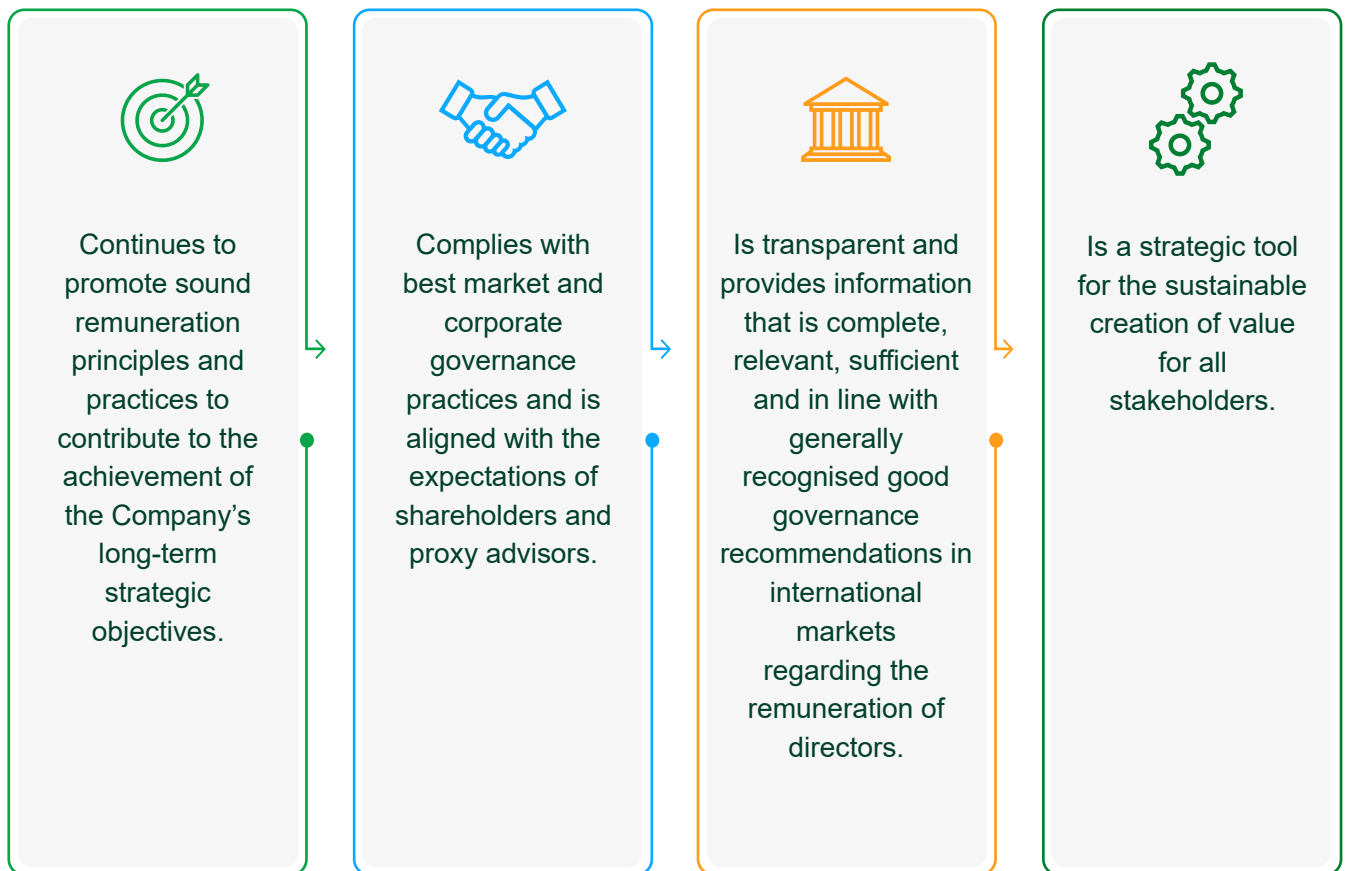 Continues to
promote sound
remuneration
principles and
practices to
contribute to the
achievement of
the Company’s
long-term
strategic
objectives.
Complies with
best market and
corporate
governance
practices and is
aligned with the
expectations of
shareholders and
proxy advisors.
Is transparent and
provides information
that is complete,
relevant, sufficient
and in line with
generally
recognised good
governance
recommendations in
international
markets
regarding the
remuneration of
directors.
Is a strategic tool
for the sustainable
creation of value
for all
stakeholders.